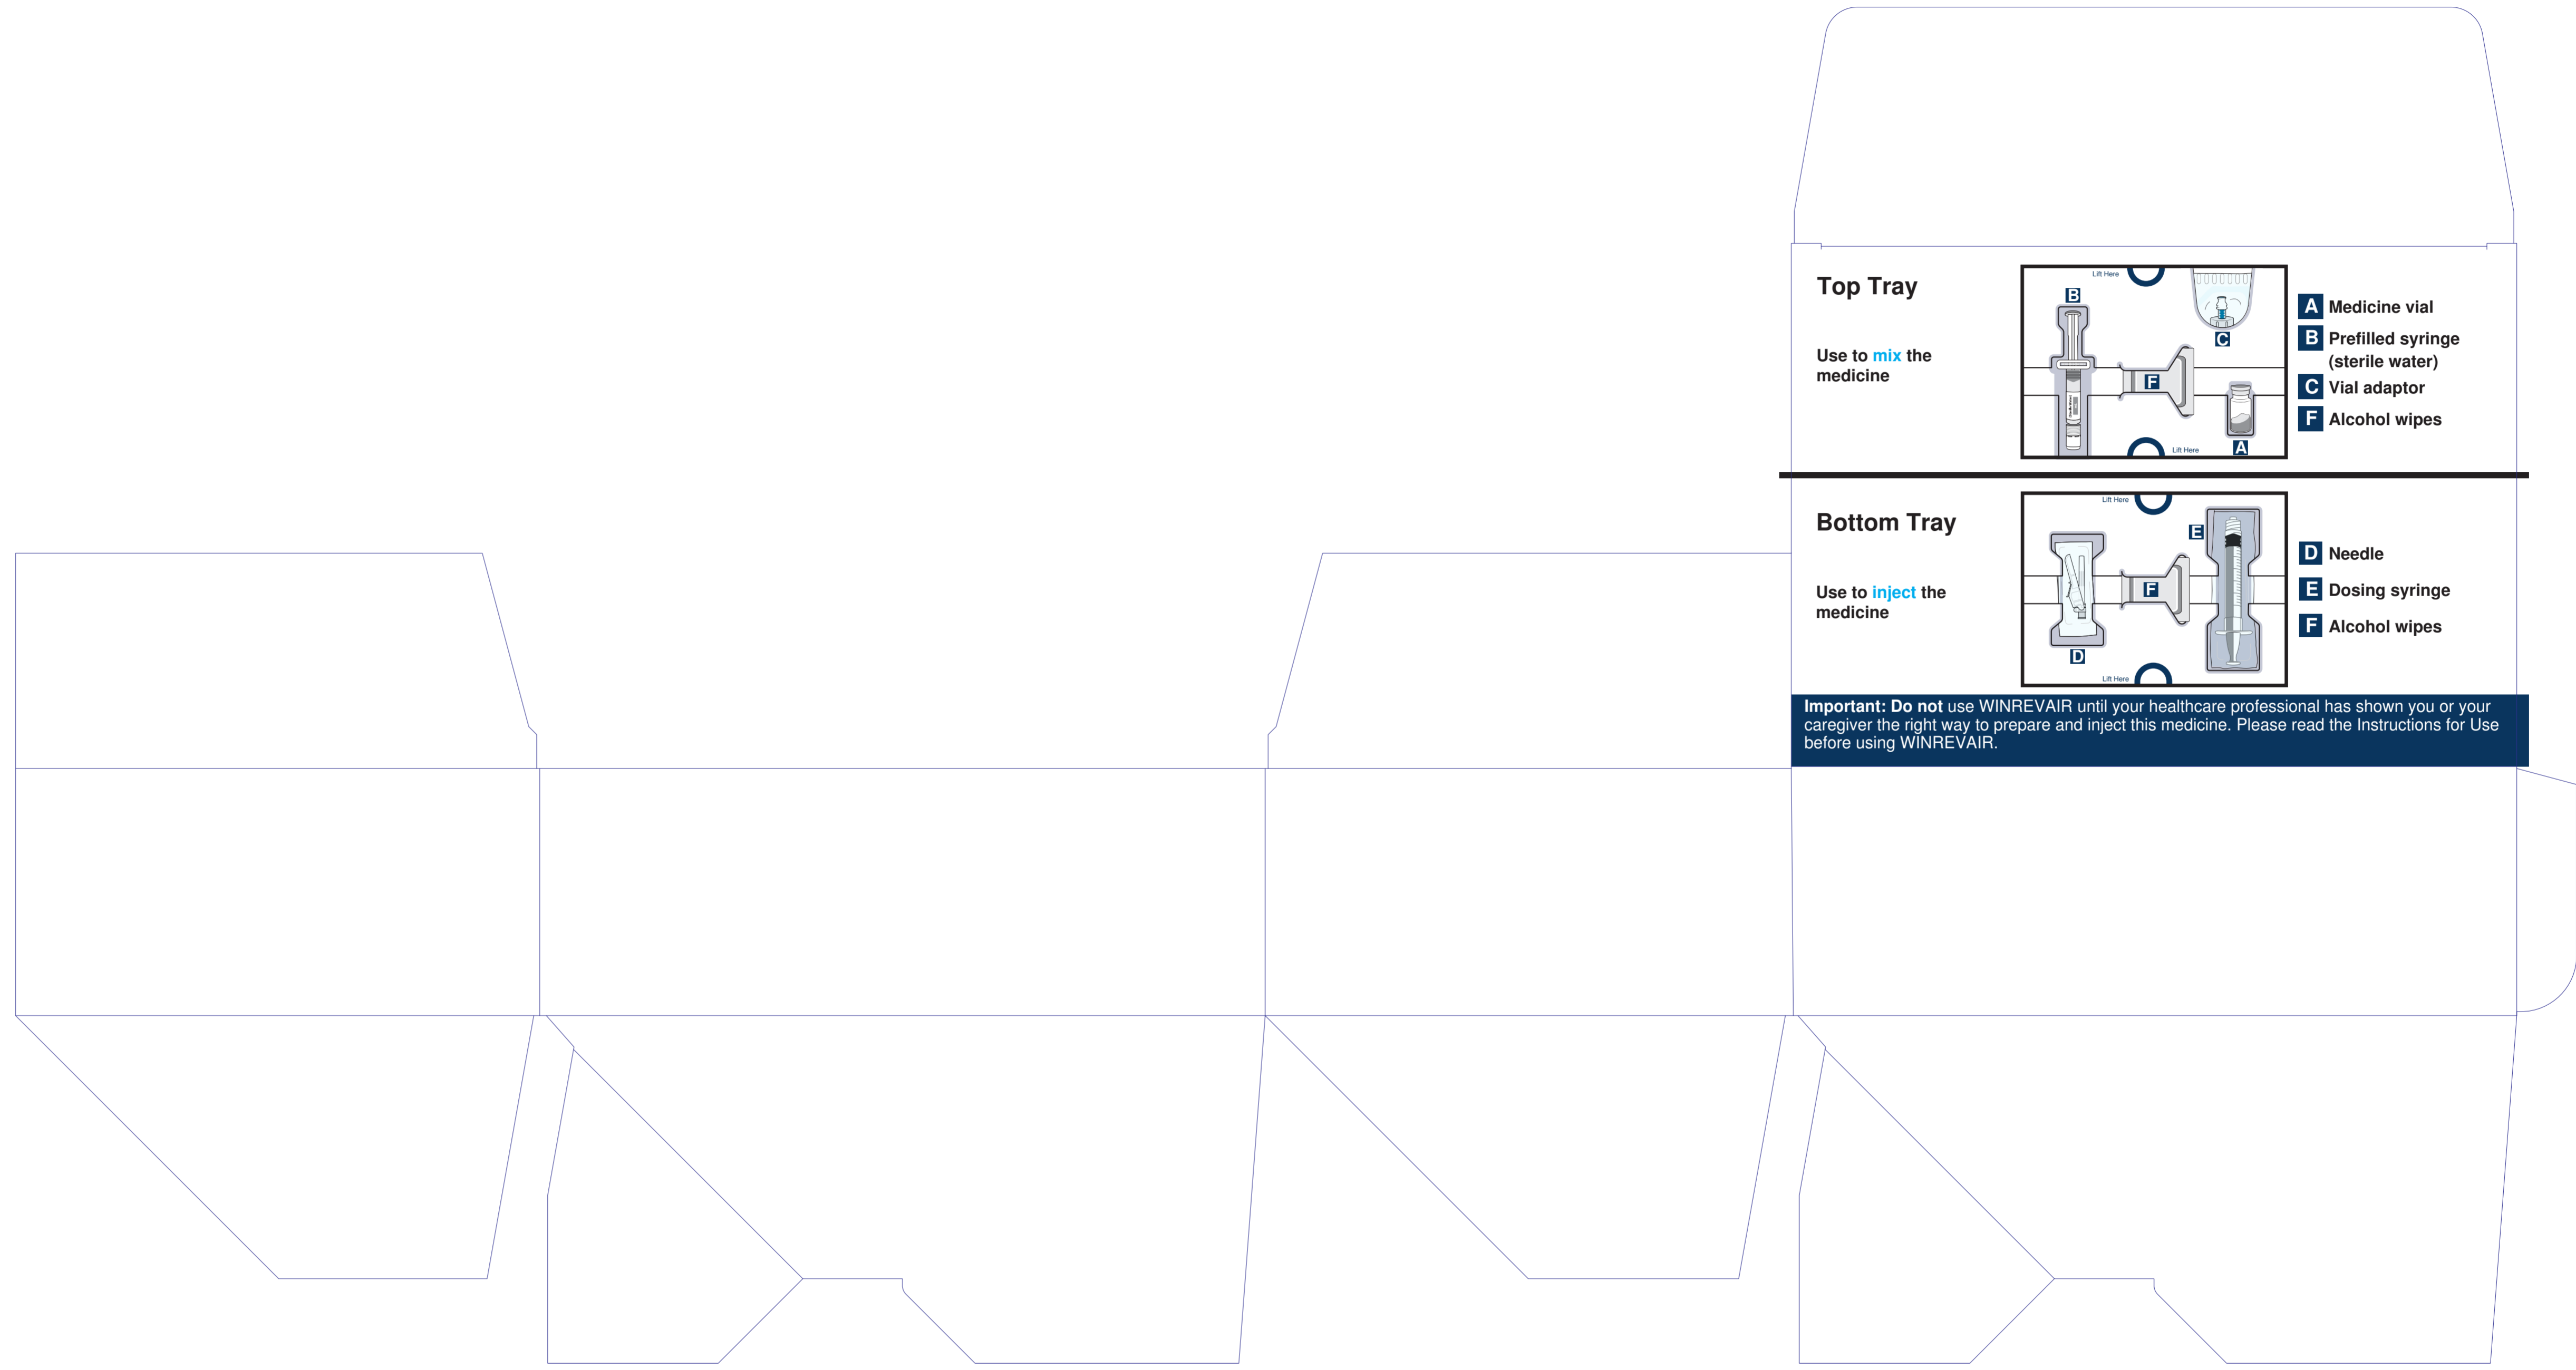 Top Tray
Use to mix the
medicine
Lift Here
B
C
F
Lift Here
A
A Medicine vial
B Prefilled syringe
(sterile water)
C Vial adaptor
F Alcohol wipes
Bottom Tray
Use to inject the
medicine
Lift Here
E
F
D
Lift Here
D Needle
E Dosing syringe
F Alcohol wipes
Important: Do not use WINREVAIR until your healthcare professional has shown you or your
caregiver the right way to prepare and inject this medicine. Please read the Instructions for Use
before using WINREVAIR.